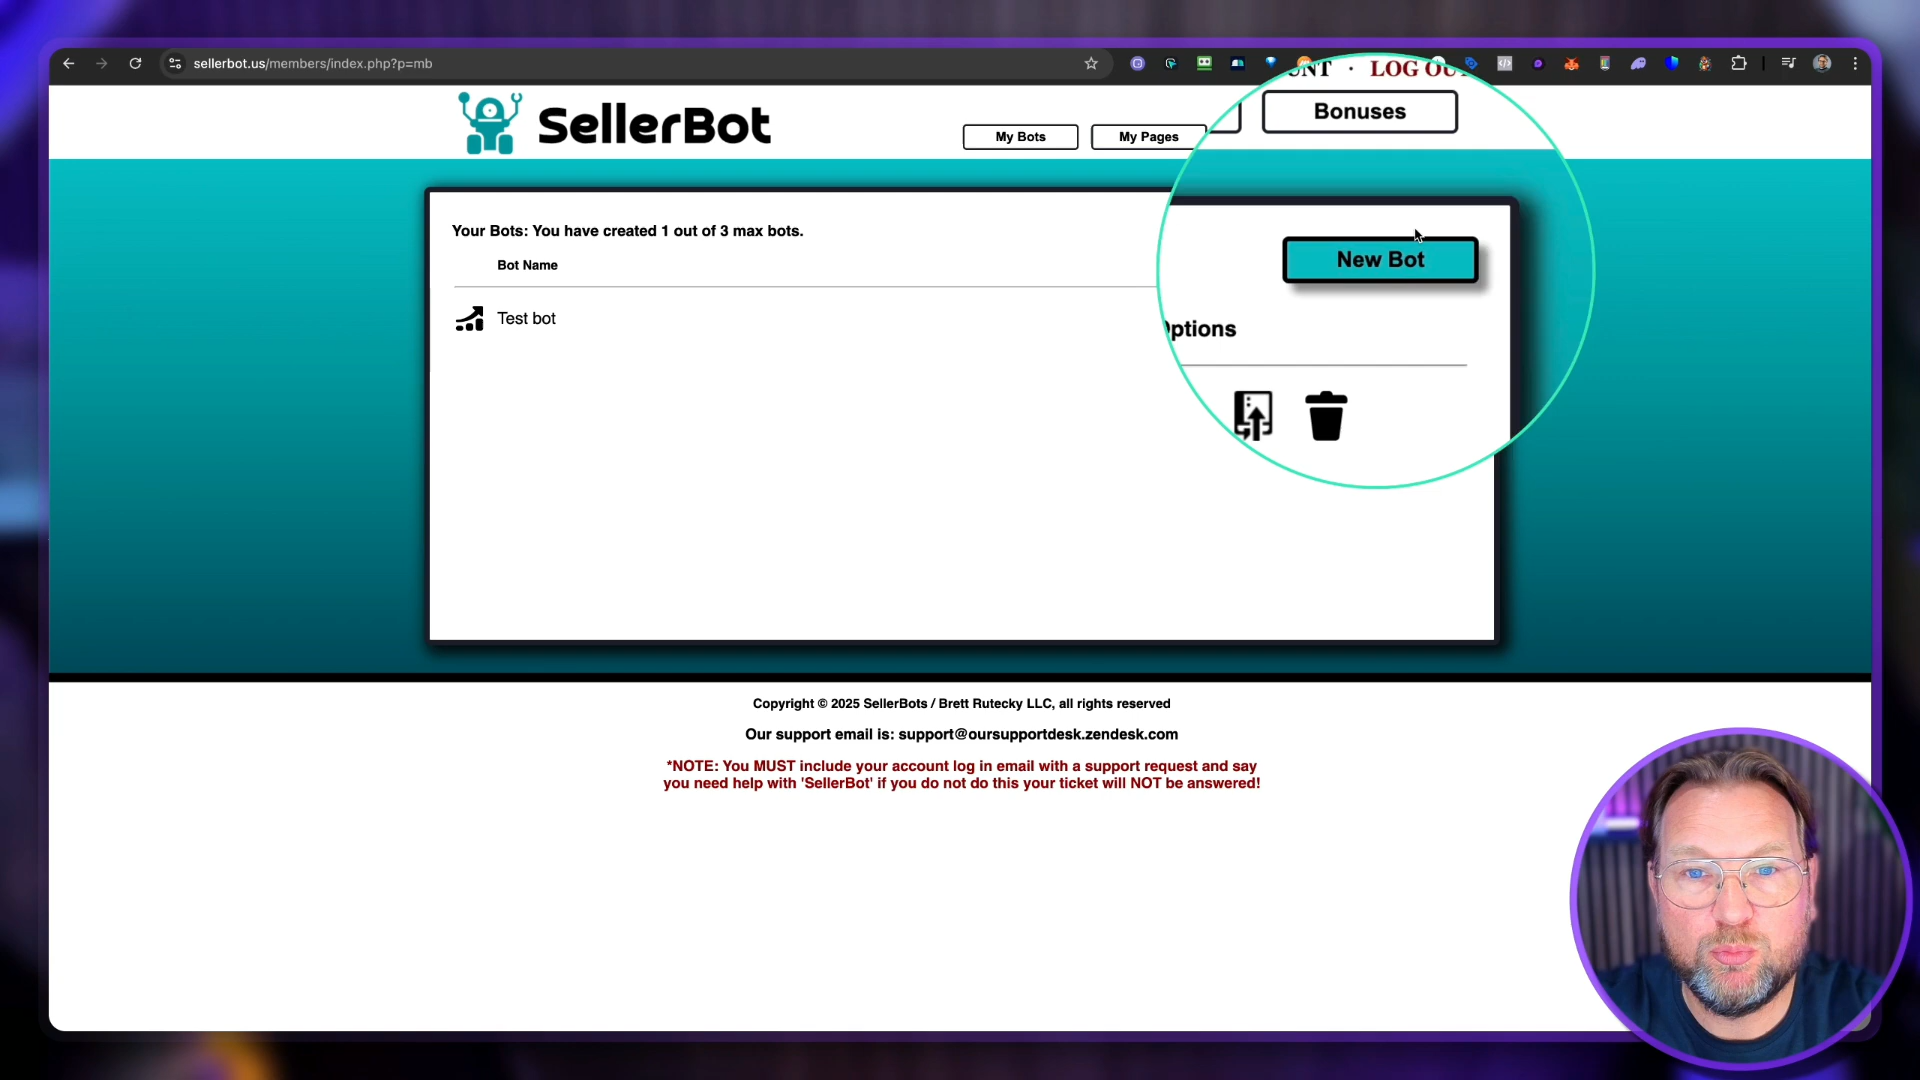 sellerbot.us/members/index.php?p=mb
SellerBot
My Bots
My Pages
LOG OUT
Bonuses
Your Bots: You have created 1 out of 3 max bots.
New Bot
Bot Name
Options
Test bot
Copyright © 2025 SellerBots / Brett Rutecky LLC, all rights reserved
Our support email is: support@oursupportdesk.zendesk.com
*NOTE: You MUST include your account log in email with a support request and say
you need help with 'SellerBot' if you do not do this your ticket will NOT be answered!